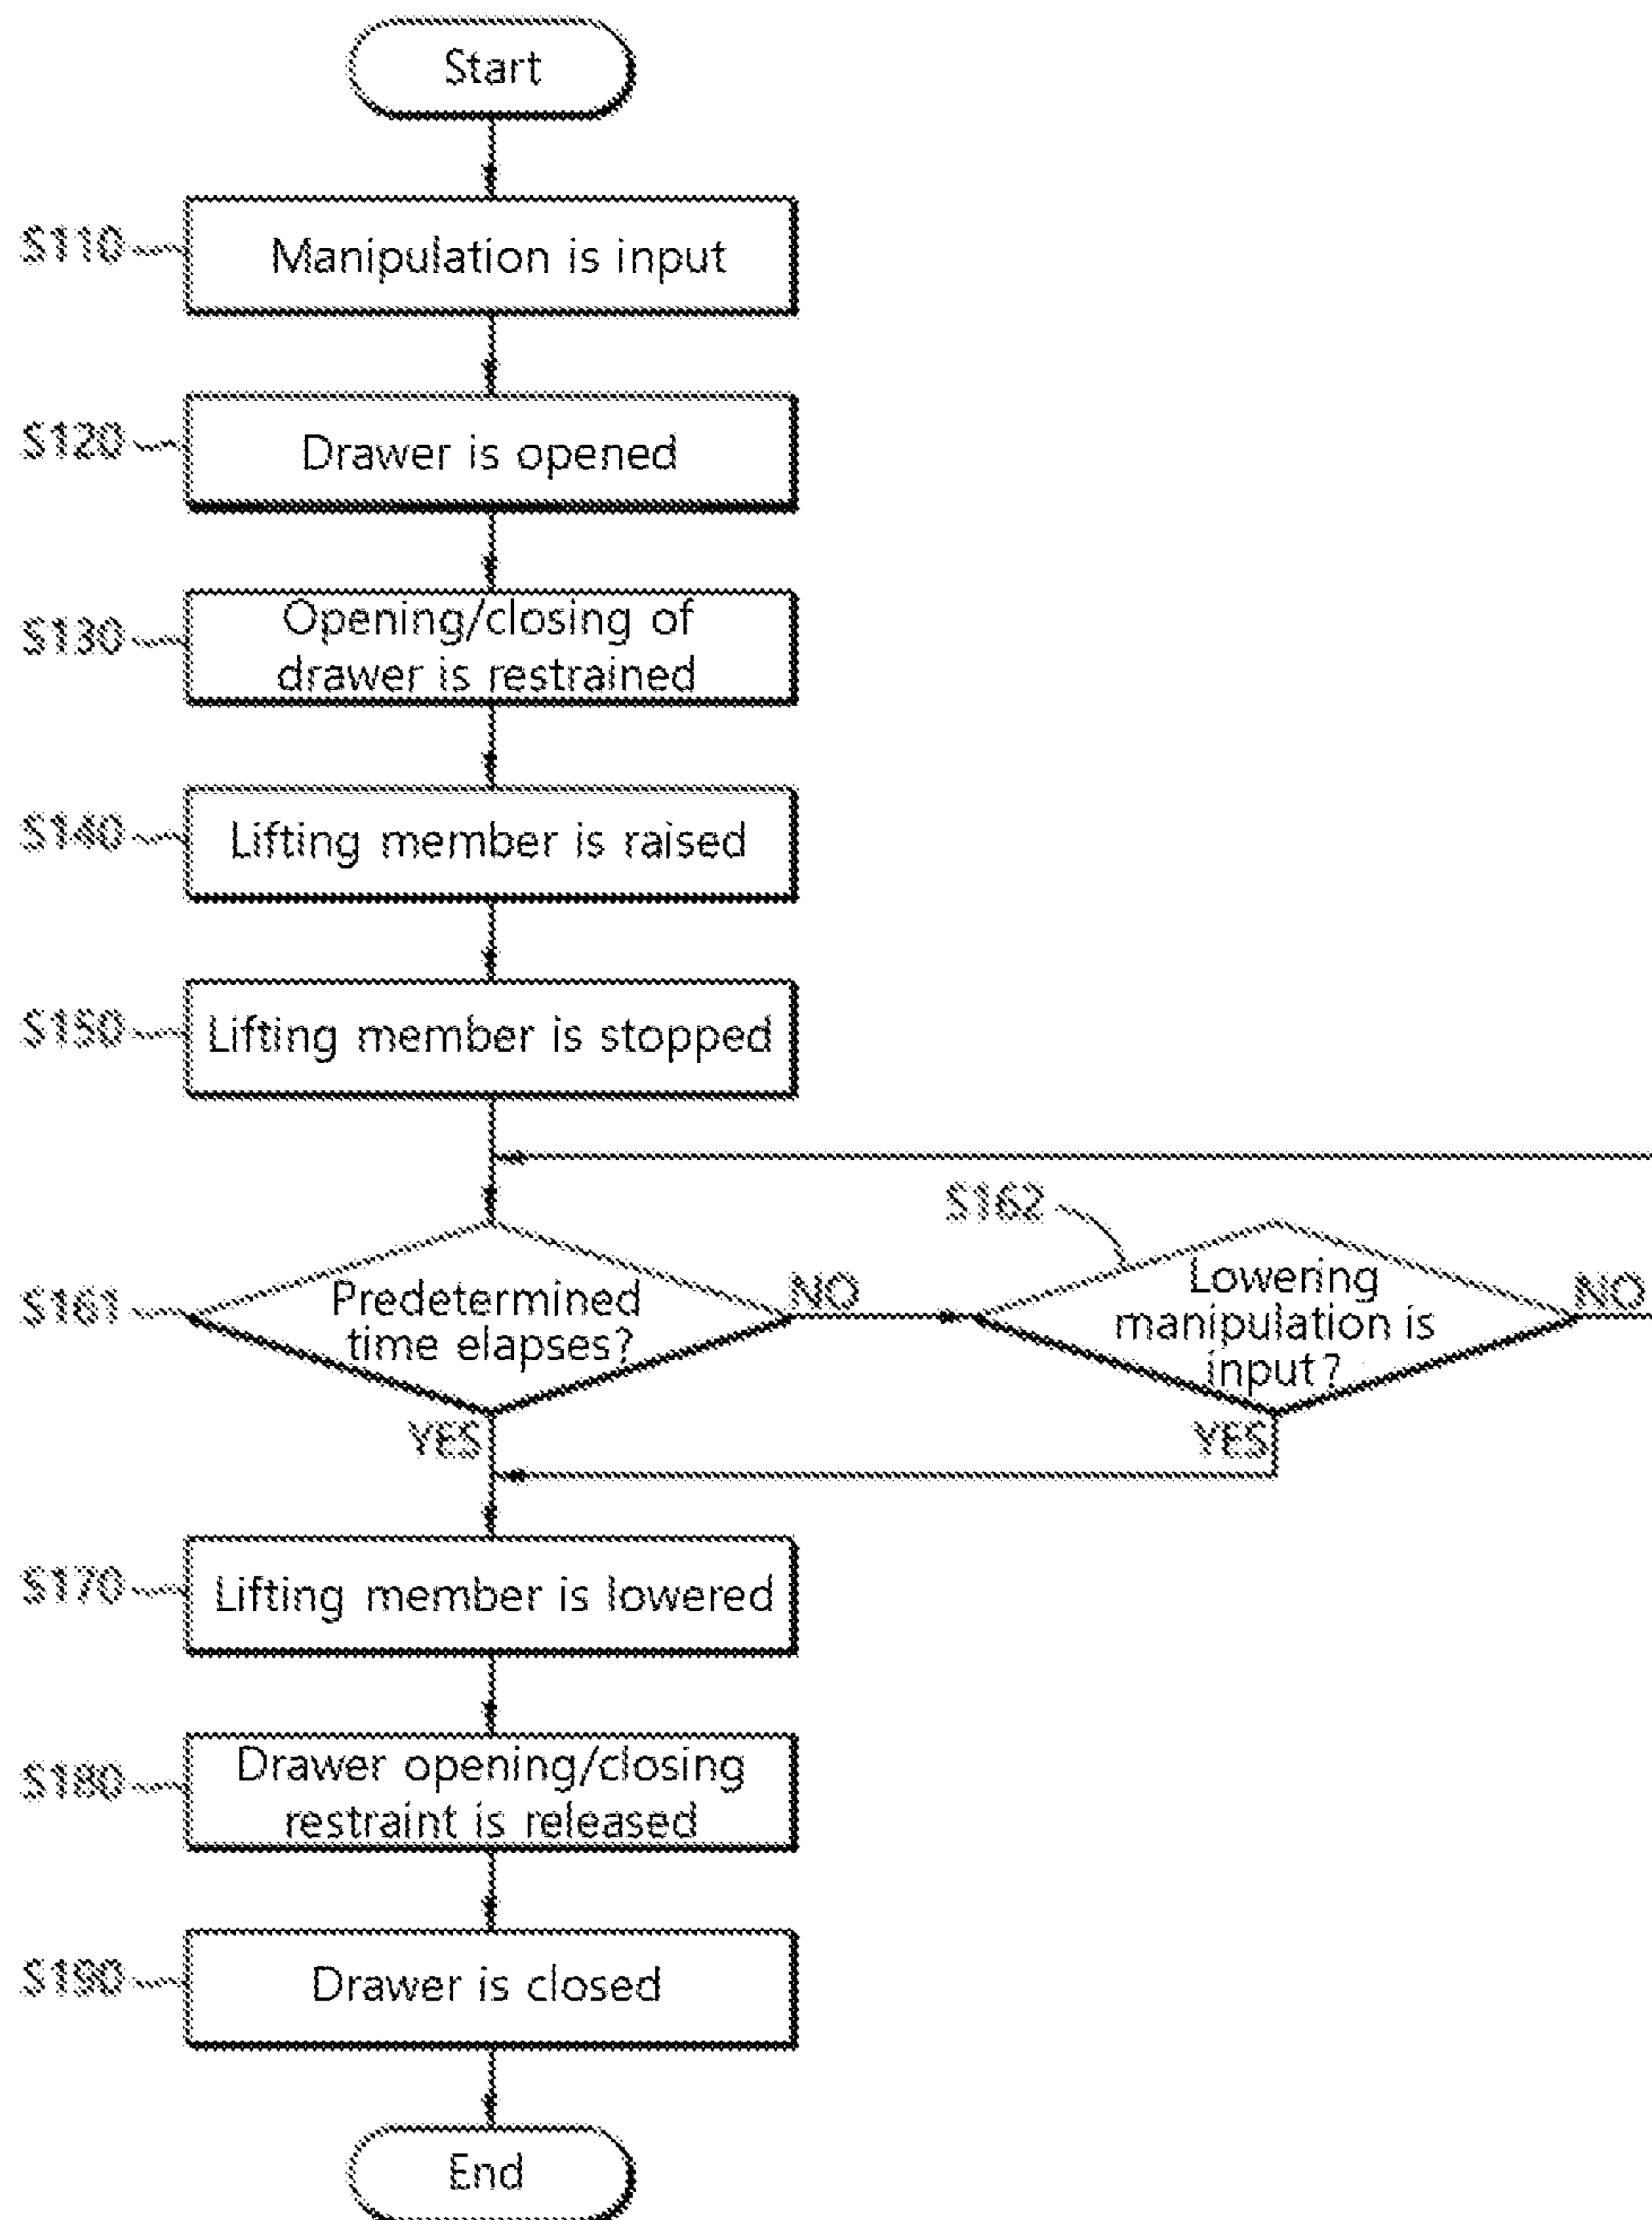 Start
S110
Manipulation is input
S120
Drawer is opened
S130
Opening/closing of
drawer is restrained
S140
Lifting member is raised
S150
Lifting member is stopped
S161
Predetermined
time elapses?
NO
YES
S162
Lowering
manipulation is
input?
NO
YES
S170
Lifting member is lowered
S180
Drawer opening/closing
restraint is released
S190
Drawer is closed
End